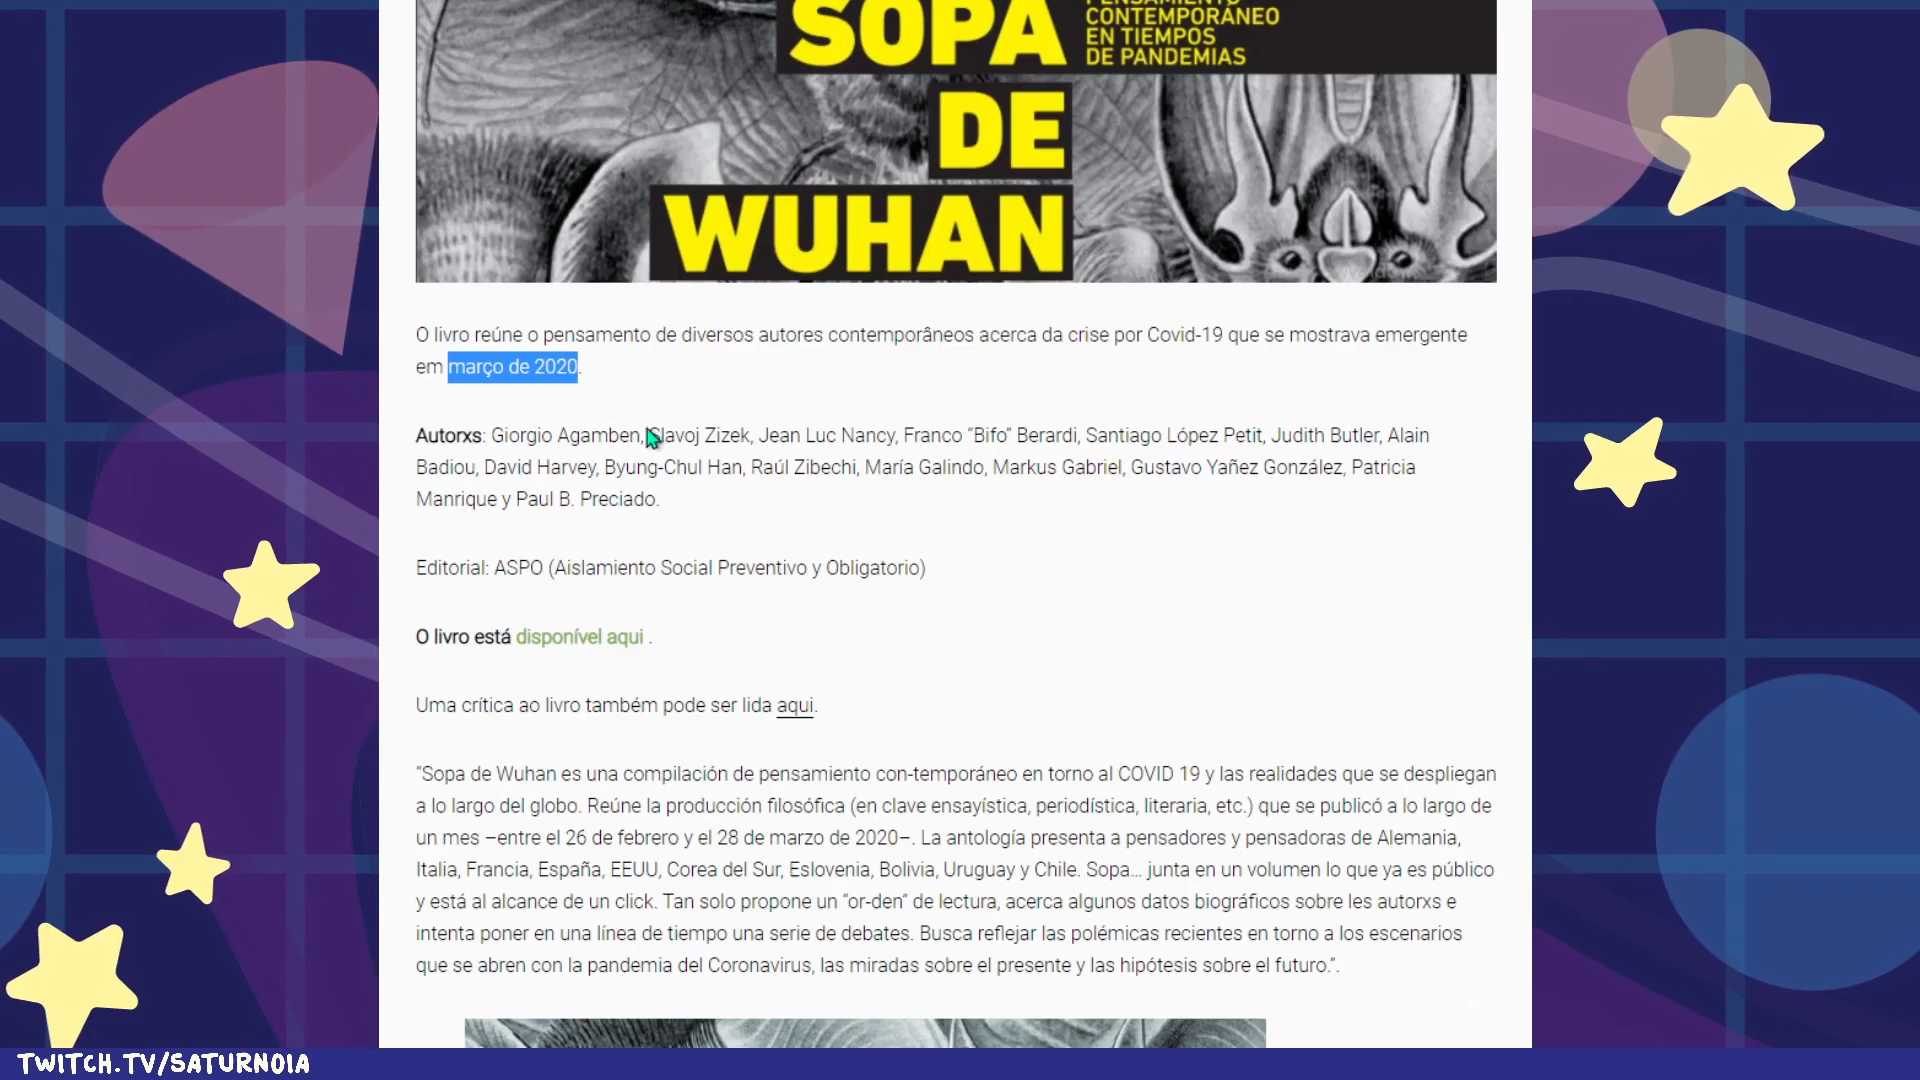 SOPA
PENSAMIENTO
CONTEMPORÁNEO
EN TIEMPOS
DE PANDEMIAS
DE
WUHAN
O livro reúne o pensamento de diversos autores contemporâneos acerca da crise por Covid-19 que se mostrava emergente
em março de 2020.
Autorxs: Giorgio Agamben, Slavoj Zizek, Jean Luc Nancy, Franco “Bifo” Berardi, Santiago López Petit, Judith Butler, Alain
Badiou, David Harvey, Byung-Chul Han, Raúl Zibechi, María Galindo, Markus Gabriel, Gustavo Yañez González, Patricia
Manrique y Paul B. Preciado.
Editorial: ASPO (Aislamiento Social Preventivo y Obligatorio)
O livro está disponível aqui .
Uma crítica ao livro também pode ser lida aqui.
“Sopa de Wuhan es una compilación de pensamiento con-temporáneo en torno al COVID 19 y las realidades que se despliegan
a lo largo del globo. Reúne la producción filosófica (en clave ensayística, periodística, literaria, etc.) que se publicó a lo largo de
un mes –entre el 26 de febrero y el 28 de marzo de 2020–. La antología presenta a pensadores y pensadoras de Alemania,
Italia, Francia, España, EEUU, Corea del Sur, Eslovenia, Bolivia, Uruguay y Chile. Sopa... junta en un volumen lo que ya es público
y está al alcance de un click. Tan solo propone un “or-den” de lectura, acerca algunos datos biográficos sobre les autorxs e
intenta poner en una línea de tiempo una serie de debates. Busca reflejar las polémicas recientes en torno a los escenarios
que se abren con la pandemia del Coronavirus, las miradas sobre el presente y las hipótesis sobre el futuro.”.
TWITCH.TV/SATURNOIA